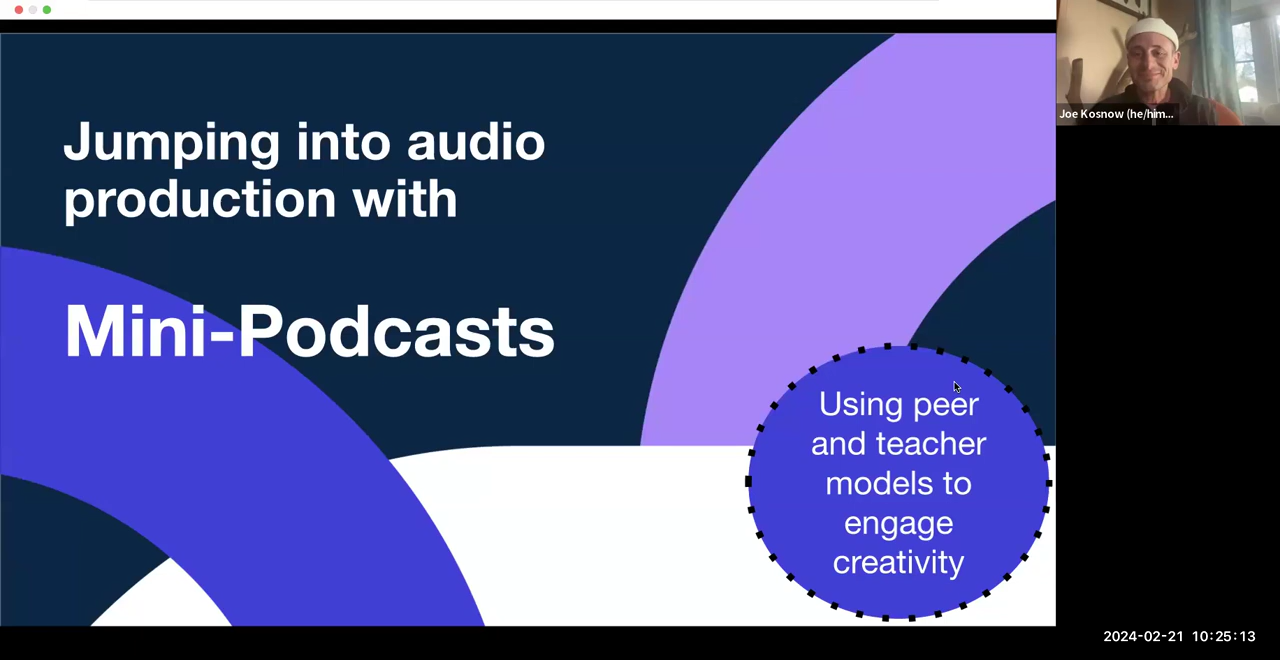 Jumping into audio
production with
Mini-Podcasts
Using peer
and teacher
models to
engage
creativity
Joe Kosnow (he/him...
2024-02-21 10:25:13